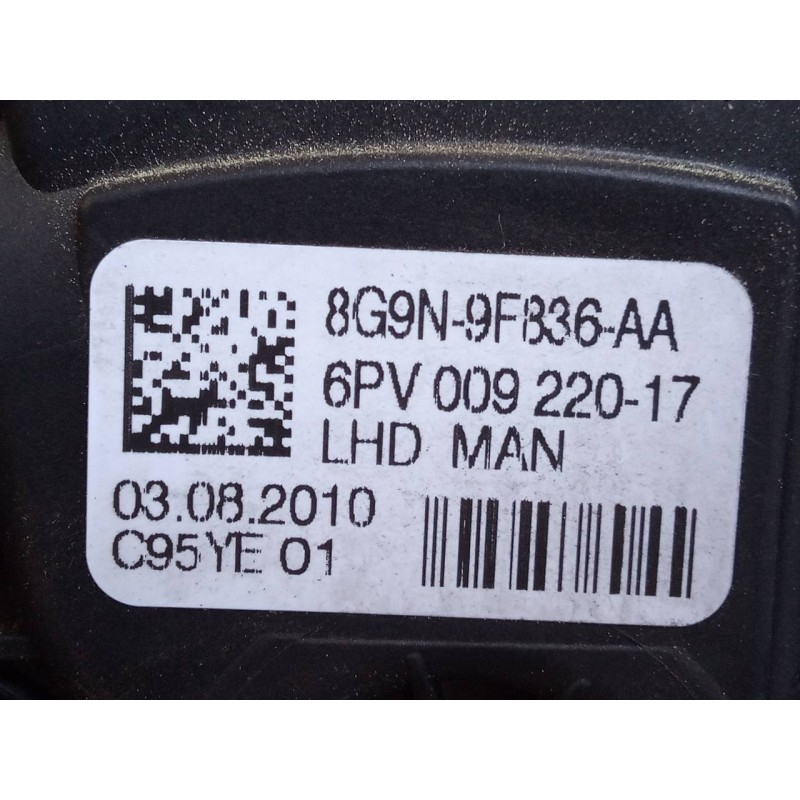 8G9N-9F836-AA
6PV 009 220-17
LHD MAN
03.08.2010
C95YE 01